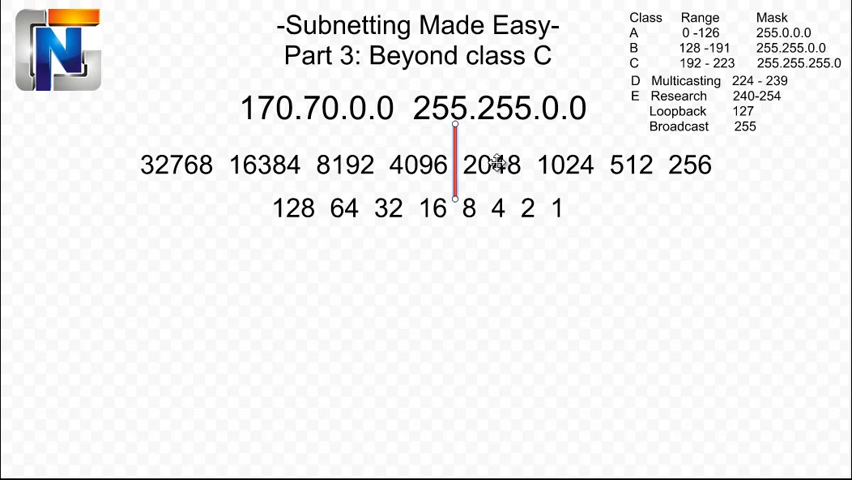 -Subnetting Made Easy-
Part 3: Beyond class C
Class Range Mask
A 0 -126 255.0.0.0
B 128 -191 255.255.0.0
C 192 - 223 255.255.255.0
D Multicasting 224 - 239
E Research 240-254
Loopback 127
Broadcast 255
N
170.70.0.0 255.255.0.0
32768 16384 8192 4096 2048 1024 512 256
128 64 32 16 8 4 2 1